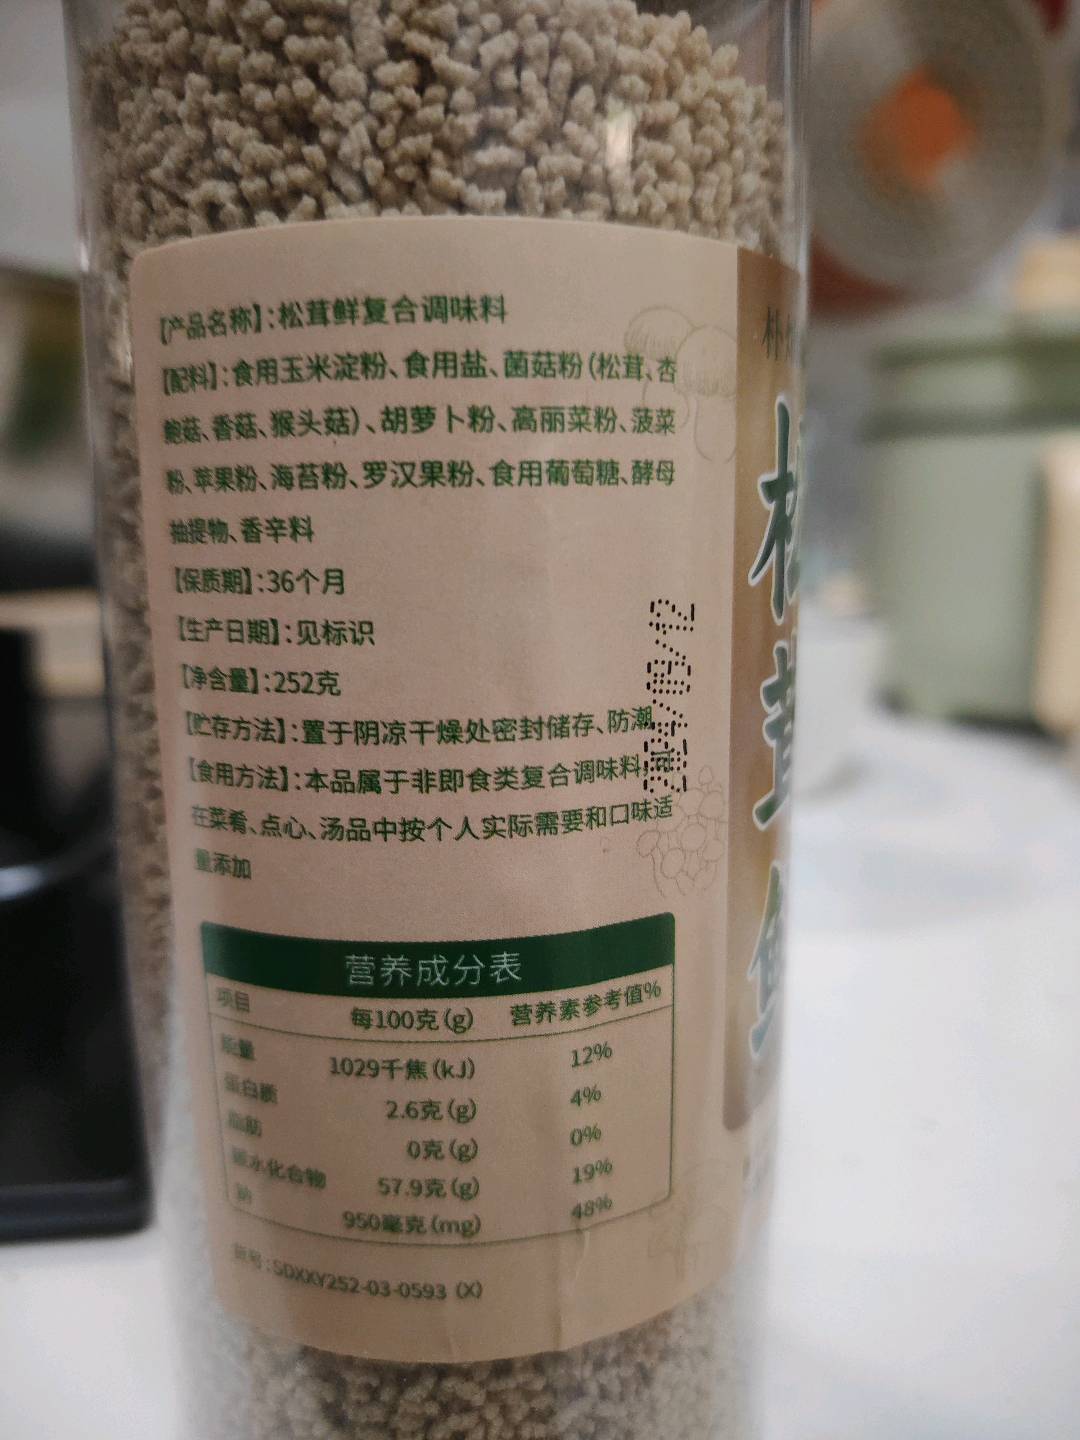 【产品名称】:松茸鲜复合调味料
【配料】:食用玉米淀粉、食用盐、菌菇粉(松茸、杏
鲍菇、香菇、猴头菇)、胡萝卜粉、高丽菜粉、菠菜
粉、苹果粉、海苔粉、罗汉果粉、食用葡萄糖、酵母
抽提物、香辛料
【保质期】:36个月
【生产日期】:见标识
【净含量】:252克
【贮存方法】:置于阴凉干燥处密封储存、防潮
【食用方法】:本品属于非即食类复合调味料
在菜肴、点心、汤品中按个人实际需要和口味适
量添加
营养成分表
项目 每100克(g) 营养素参考值%
能量 1029千焦(kJ) 12%
蛋白质 2.6克(g) 4%
脂肪 0克(g) 0%
碳水化合物 57.9克(g) 19%
钠 950毫克(mg) 48%
货号:SDXXY252-03-0593 (X)
松
茸
鲜